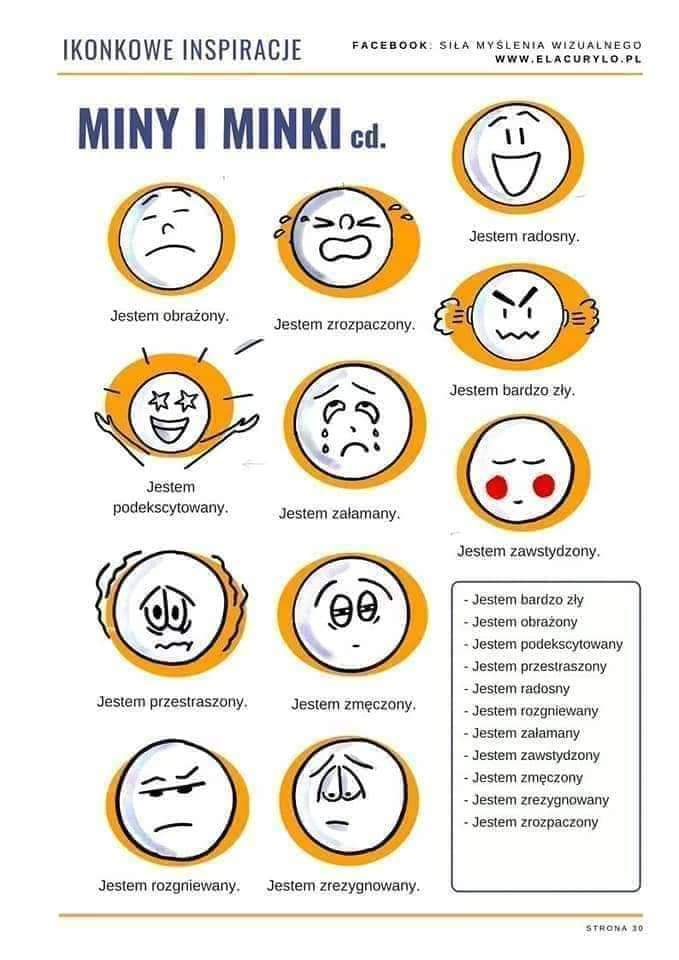 IKONKOWE INSPIRACJE
FACEBOOK: SIŁA MYŚLENIA WIZUALNEGO
WWW.ELACURYLO.PL
MINY I MINKI cd.
Jestem radosny.
Jestem obrażony.
Jestem zrozpaczony.
Jestem bardzo zły.
Jestem
podekscytowany.
Jestem załamany.
Jestem zawstydzony.
Jestem przestraszony.
Jestem zmęczony.
Jestem rozgniewany.
Jestem zrezygnowany.
- Jestem bardzo zły
- Jestem obrażony
- Jestem podekscytowany
- Jestem przestraszony
- Jestem radosny
- Jestem rozgniewany
- Jestem załamany
- Jestem zawstydzony
- Jestem zmęczony
- Jestem zrezygnowany
- Jestem zrozpaczony
STRONA 30